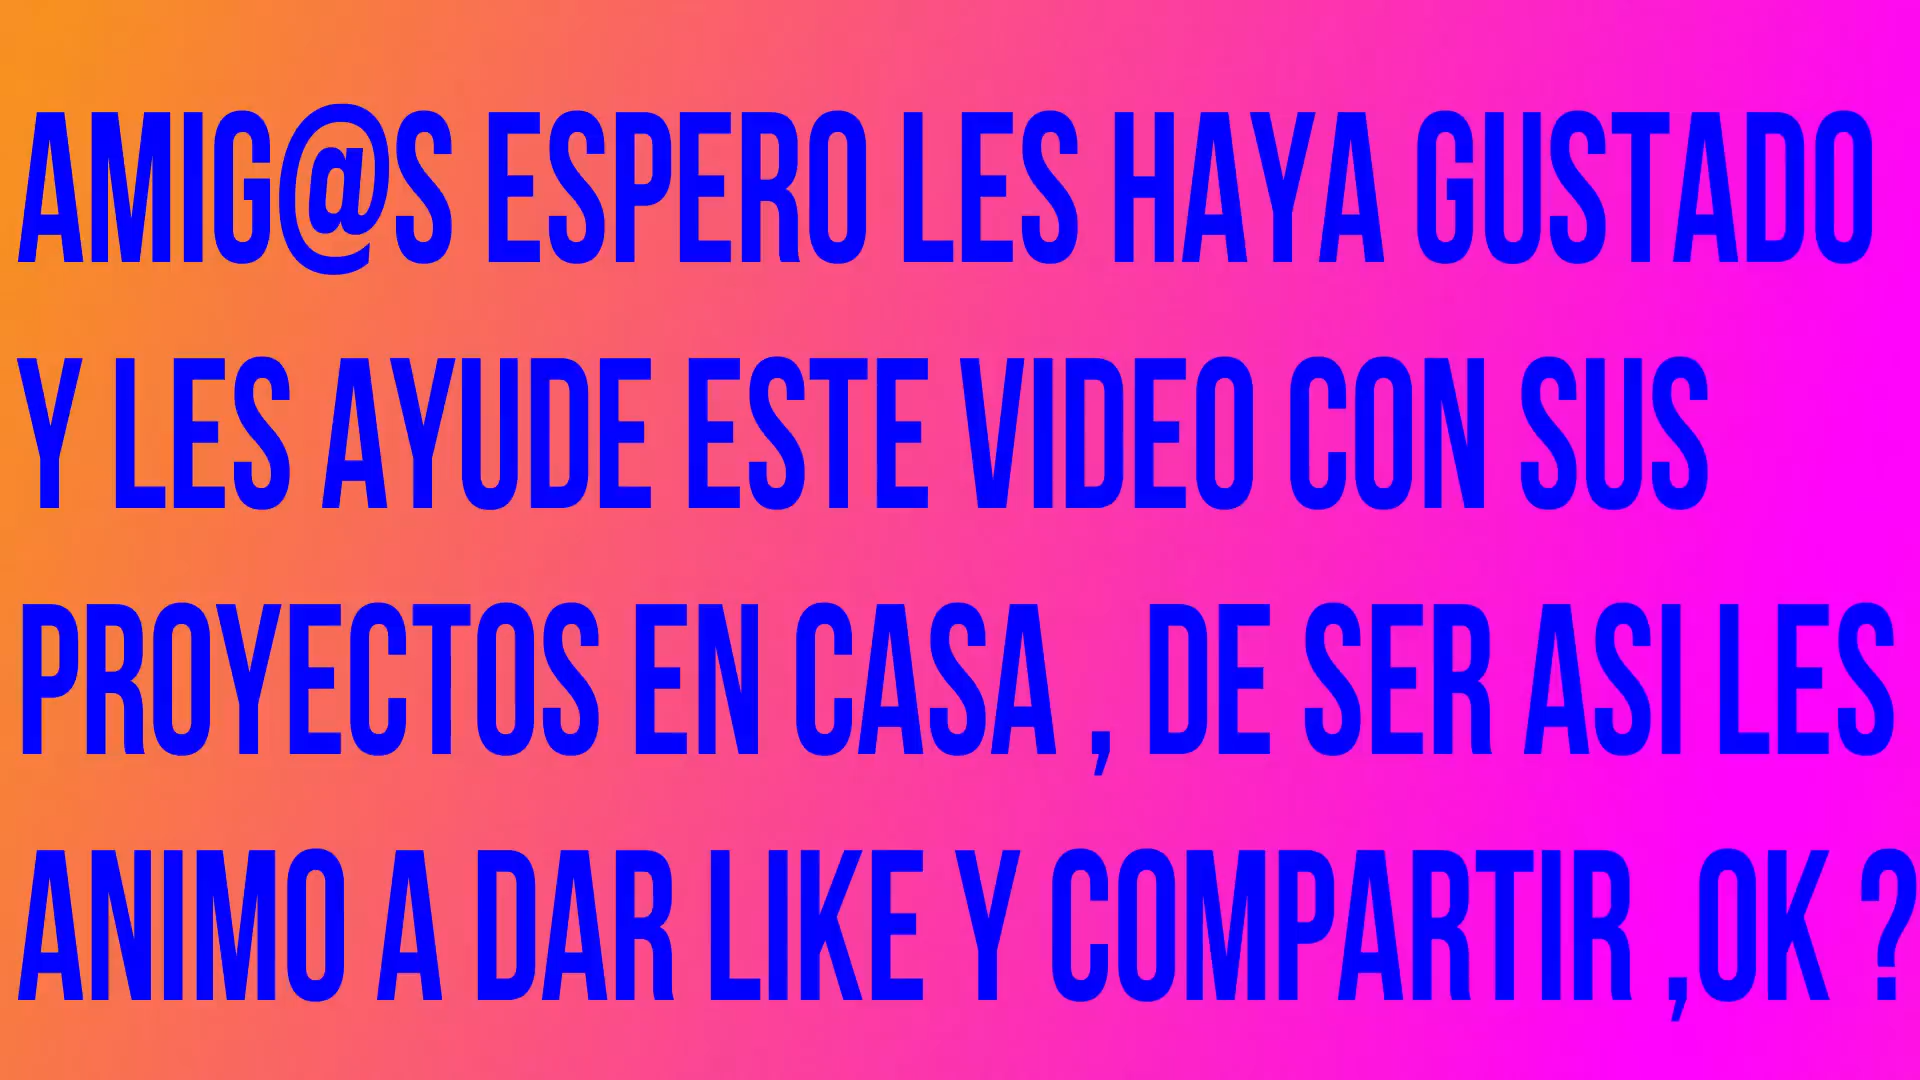 AMIG@S ESPERO LES HAYA GUSTADO
Y LES AYUDE ESTE VIDEO CON SUS
PROYECTOS EN CASA , DE SER ASI LES
ANIMO A DAR LIKE Y COMPARTIR ,OK ?